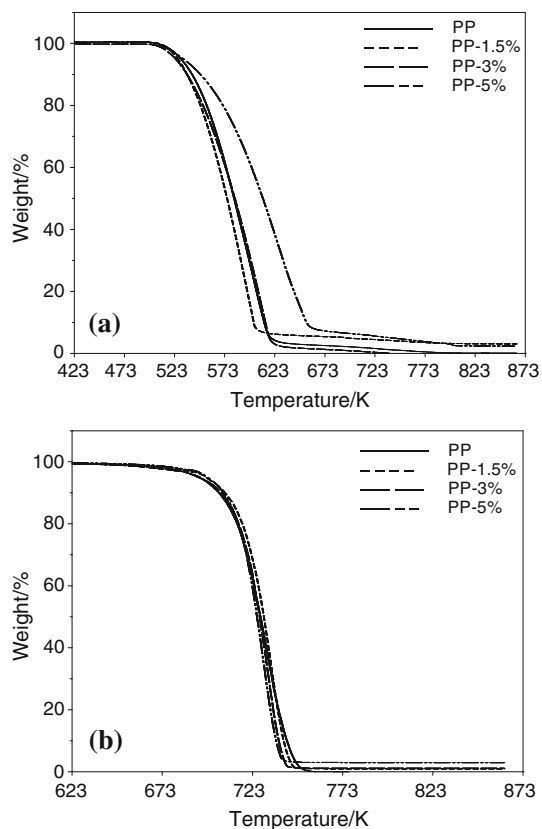 100
80
60
40
20
0
Weight/%
PP
PP-1.5%
PP-3%
PP-5%
(a)
423 473 523 573 623 673 723 773 823 873
Temperature/K
100
80
60
40
20
0
Weight/%
PP
PP-1.5%
PP-3%
PP-5%
(b)
623 673 723 773 823 873
Temperature/K